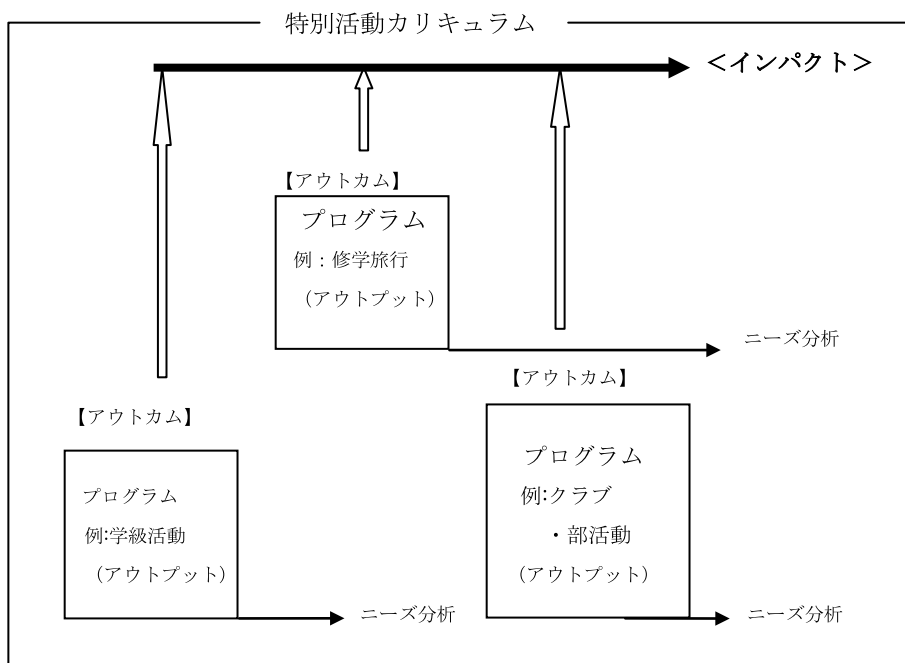 特別活動カリキュラム
＜インパクト＞
【アウトカム】
プログラム
例：修学旅行
（アウトプット）
ニーズ分析
【アウトカム】
プログラム
例:学級活動
（アウトプット）
ニーズ分析
【アウトカム】
プログラム
例:クラブ
・部活動
（アウトプット）
ニーズ分析